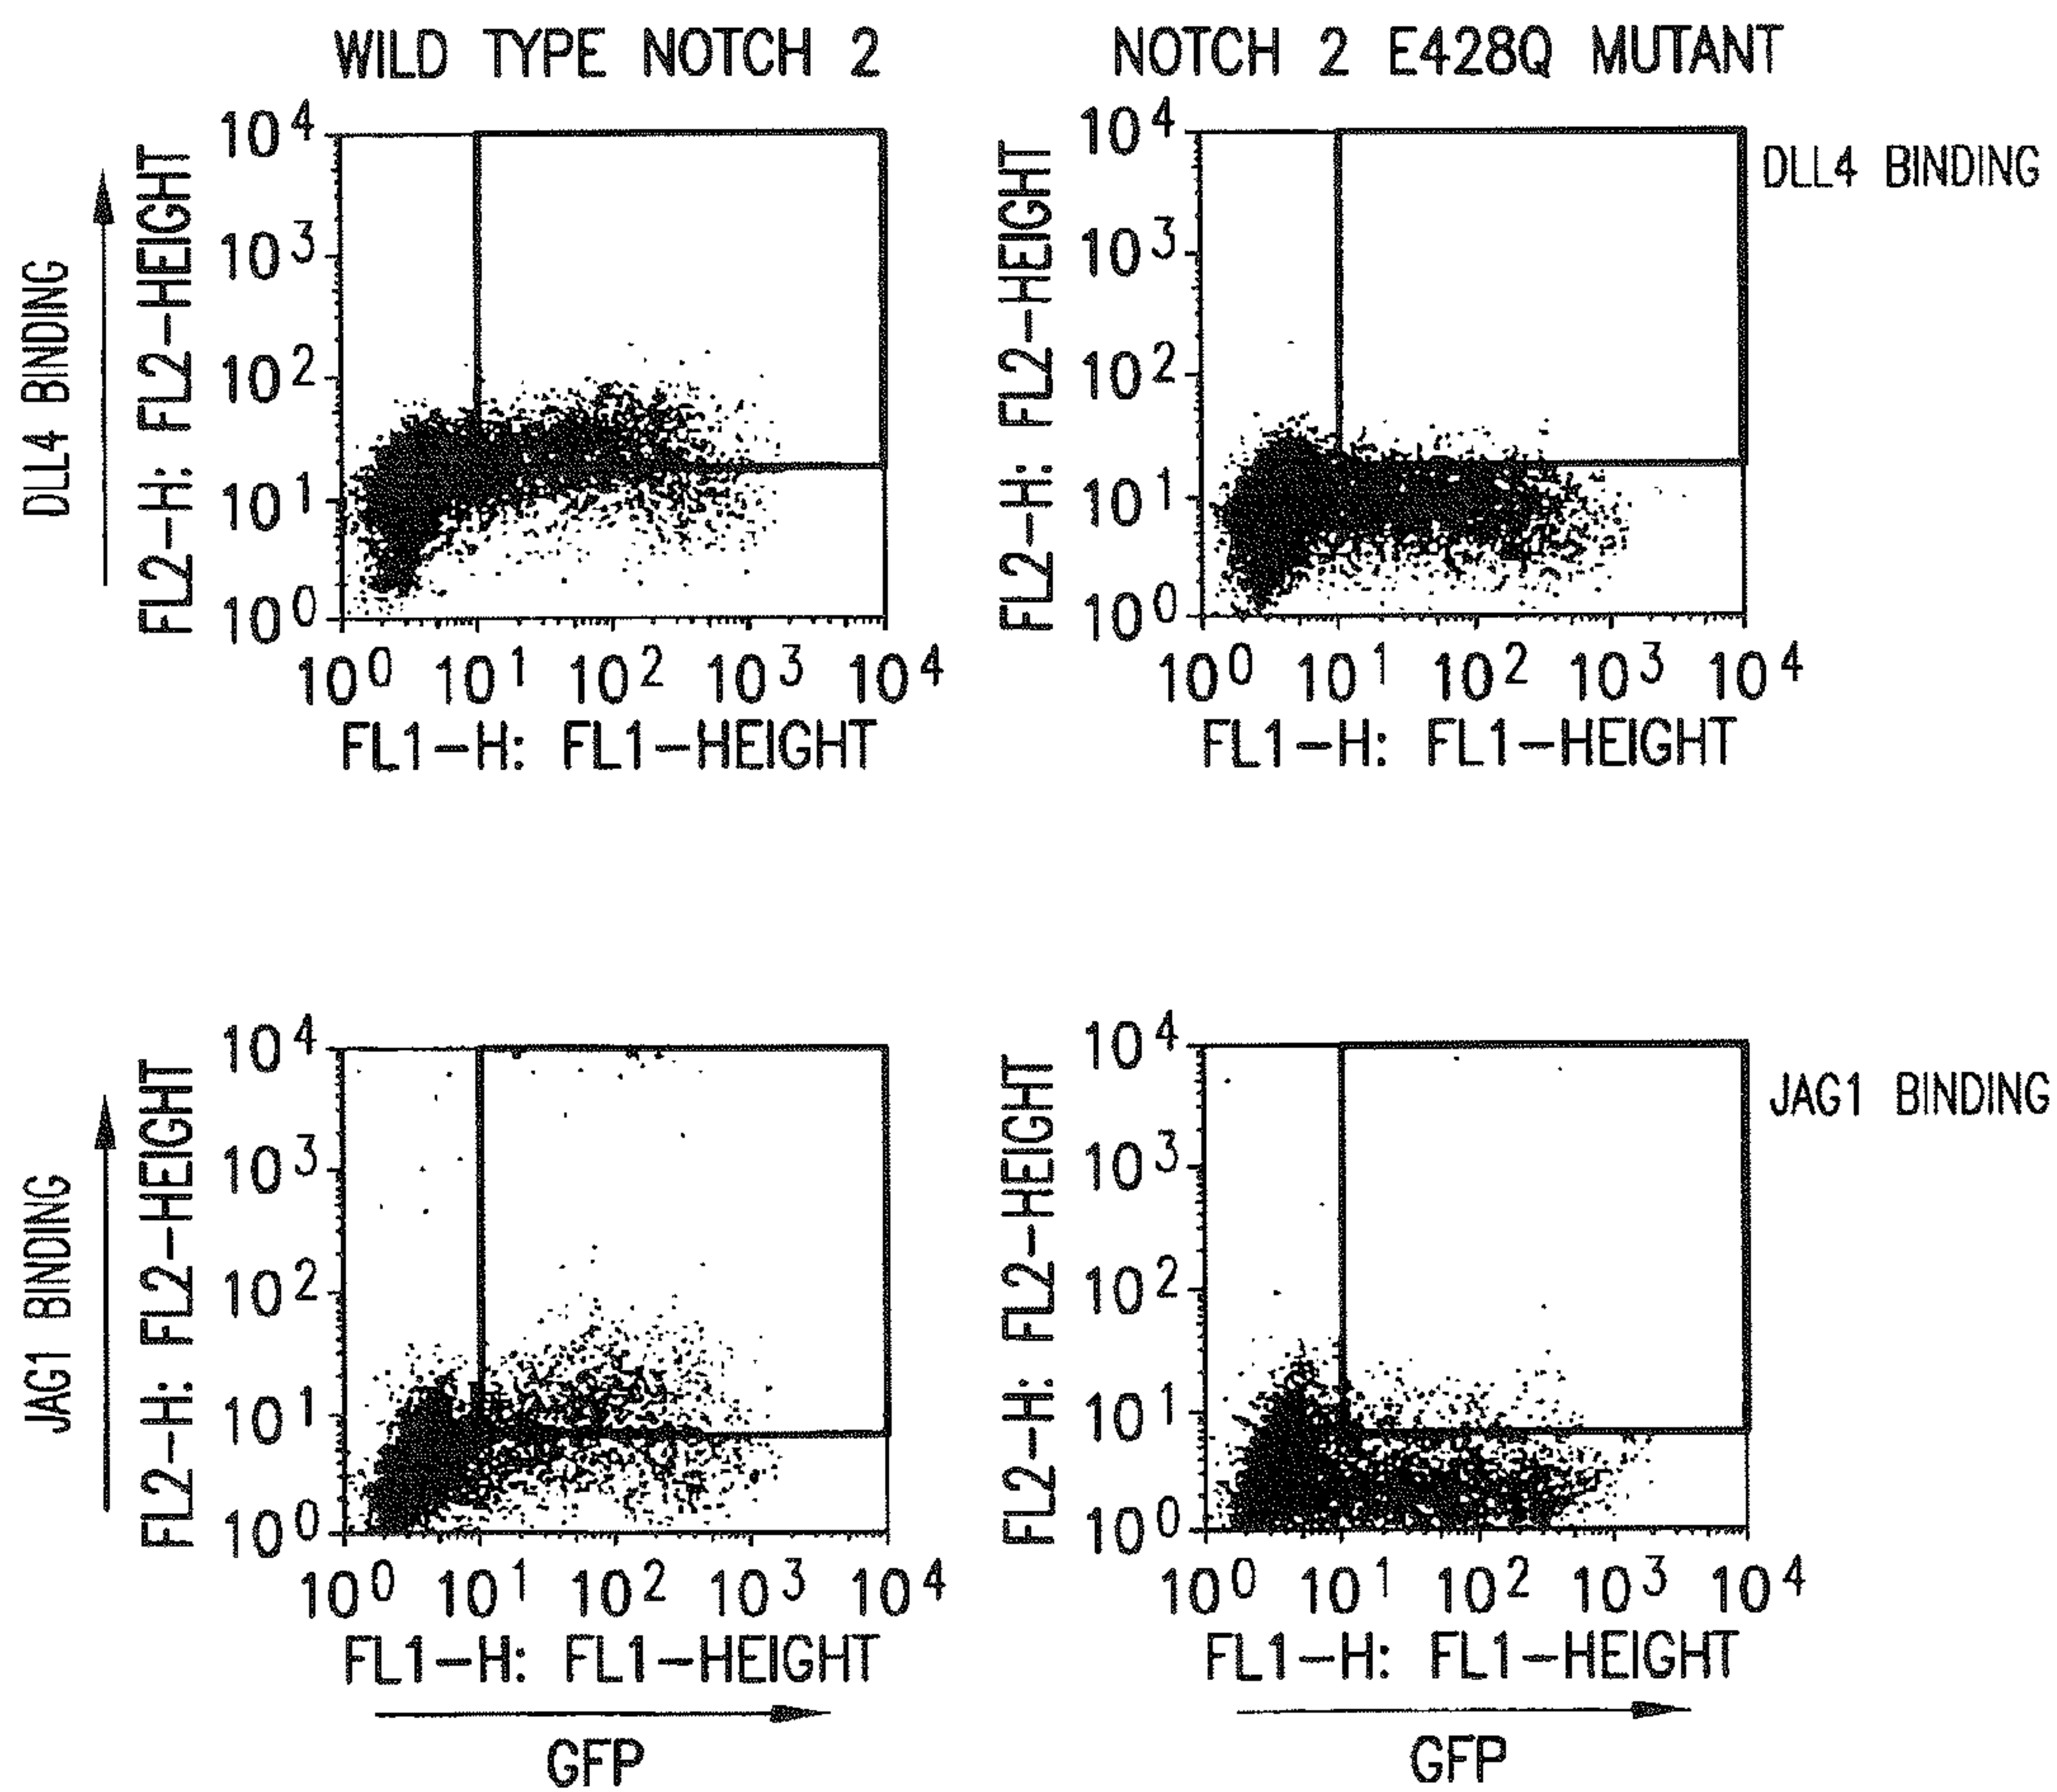 WILD TYPE NOTCH 2
NOTCH 2 E428Q MUTANT
DLL4 BINDING
FL2-H: FL2-HEIGHT
10^4
10^3
10^2
10^1
10^0
10^0 10^1 10^2 10^3 10^4
FL1-H: FL1-HEIGHT
FL2-H: FL2-HEIGHT
10^4
10^3
10^2
10^1
10^0
10^0 10^1 10^2 10^3 10^4
FL1-H: FL1-HEIGHT
DLL4 BINDING
JAG1 BINDING
FL2-H: FL2-HEIGHT
10^4
10^3
10^2
10^1
10^0
10^0 10^1 10^2 10^3 10^4
FL1-H: FL1-HEIGHT
GFP
FL2-H: FL2-HEIGHT
10^4
10^3
10^2
10^1
10^0
10^0 10^1 10^2 10^3 10^4
FL1-H: FL1-HEIGHT
GFP
JAG1 BINDING